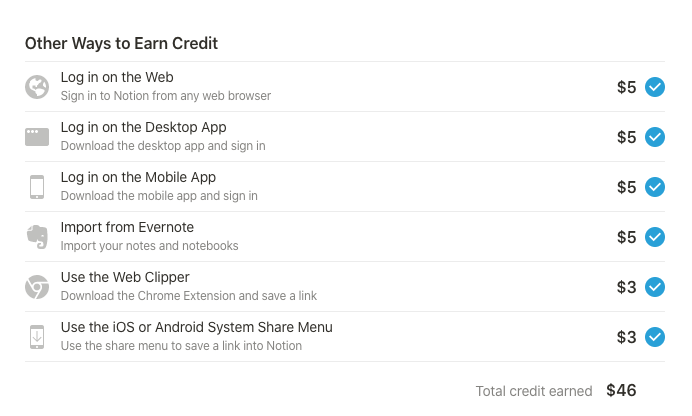 Other Ways to Earn Credit
Log in on the Web
Sign in to Notion from any web browser
$5
Log in on the Desktop App
Download the desktop app and sign in
$5
Log in on the Mobile App
Download the mobile app and sign in
$5
Import from Evernote
Import your notes and notebooks
$5
Use the Web Clipper
Download the Chrome Extension and save a link
$3
Use the iOS or Android System Share Menu
Use the share menu to save a link into Notion
$3
Total credit earned $46